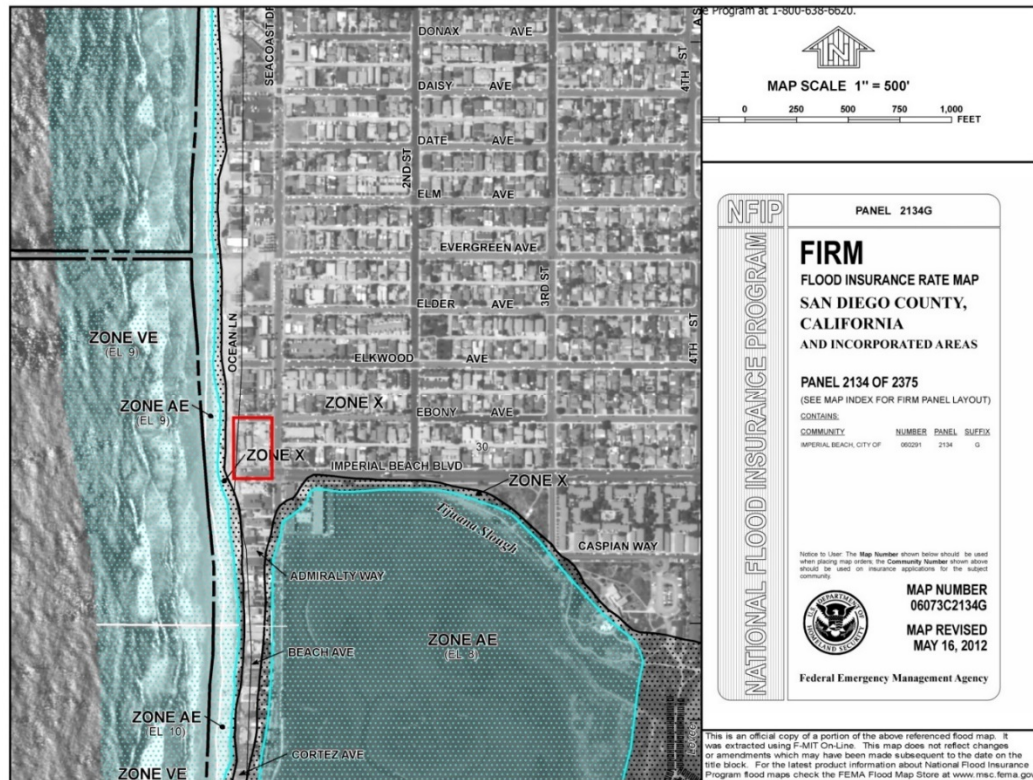 e Program at 1-800-638-6620.
MAP SCALE 1" = 500'
0 250 500 750 1,000
FEET
NFIP
NATIONAL FLOOD INSURANCE PROGRAM
PANEL 2134G
FIRM
FLOOD INSURANCE RATE MAP
SAN DIEGO COUNTY,
CALIFORNIA
AND INCORPORATED AREAS
PANEL 2134 OF 2375
(SEE MAP INDEX FOR FIRM PANEL LAYOUT)
CONTAINS:
COMMUNITY NUMBER PANEL SUFFIX
IMPERIAL BEACH, CITY OF 060291 2134 G
Notice to User: The Map Number shown below should be used
when placing map orders; the Community Number shown above
should be used on insurance applications for the subject
community.
MAP NUMBER
06073C2134G
MAP REVISED
MAY 16, 2012
U.S. DEPARTMENT OF HOMELAND SECURITY
Federal Emergency Management Agency
This is an official copy of a portion of the above referenced flood map. It
was extracted using F-MIT On-Line. This map does not reflect changes
or amendments which may have been made subsequent to the date on the
title block. For the latest product information about National Flood Insurance
Program flood maps check the FEMA Flood Map Store at www.msc.fema.gov
SEACOAST DR
DONAX AVE
DAISY AVE
4TH ST
DATE AVE
2ND ST
ELM AVE
EVERGREEN AVE
3RD ST
ELDER AVE
OCEAN LN
4TH ST
ELKWOOD AVE
ZONE VE
(EL 9)
ZONE AE
(EL 9)
ZONE X
EBONY AVE
30
ZONE X
IMPERIAL BEACH BLVD
ZONE X
Tijuana Slough
CASPIAN WAY
ADMIRALTY WAY
ZONE AE
BEACH AVE
ZONE AE
(EL 10)
CORTEZ AVE
ZONE VE